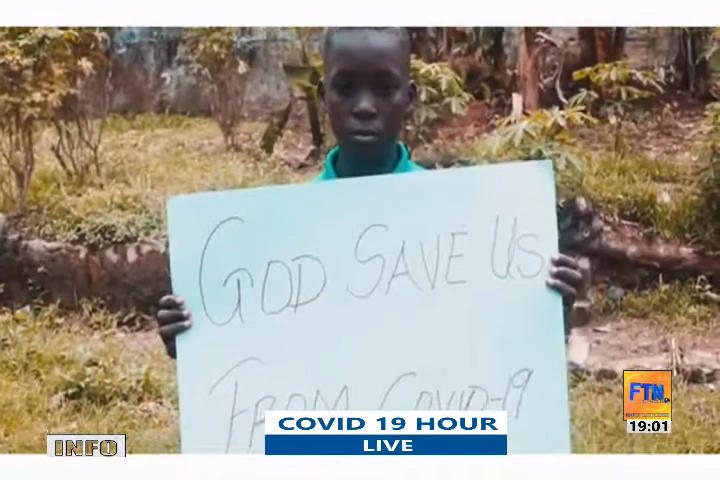 GOD SAVE US
FROM COVID-19
COVID 19 HOUR
LIVE
INFO
FTN
19:01